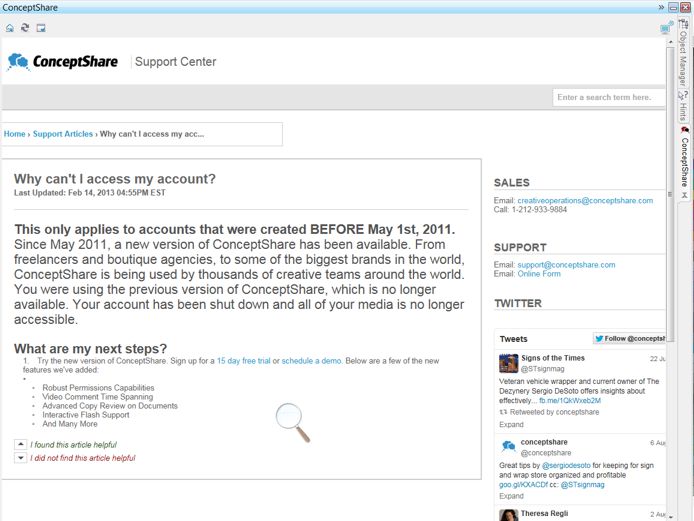 ConceptShare
ConceptShare Support Center
Enter a search term here.
Home › Support Articles › Why can't I access my acc...
Why can't I access my account?
Last Updated: Feb 14, 2013 04:55PM EST
This only applies to accounts that were created BEFORE May 1st, 2011.
Since May 2011, a new version of ConceptShare has been available. From
freelancers and boutique agencies, to some of the biggest brands in the world,
ConceptShare is being used by thousands of creative teams around the world.
You were using the previous version of ConceptShare, which is no longer
available. Your account has been shut down and all of your media is no longer
accessible.
What are my next steps?
1. Try the new version of ConceptShare. Sign up for a 15 day free trial or schedule a demo. Below are a few of the new
features we've added:
Robust Permissions Capabilities
Video Comment Time Spanning
Advanced Copy Review on Documents
Interactive Flash Support
And Many More
I found this article helpful
I did not find this article helpful
SALES
Email: creativeoperations@conceptshare.com
Call: 1-212-933-9884
SUPPORT
Email: support@conceptshare.com
Email: Online Form
TWITTER
Tweets
Follow @concepts
Signs of the Times 22 Ju
@STsignmag
Veteran vehicle wrapper and current owner of The
Dezynery Sergio DeSoto offers insights about
effectively... fb.me/1QkWxeb2M
Retweeted by conceptshare
Expand
conceptshare 6 Aug
@conceptshare
Great tips by @sergiodesoto for keeping for sign
and wrap store organized and profitable
goo.gl/KXACDf cc: @STsignmag
Expand
Theresa Regli 2 Au
Object Manager
Hints
ConceptShare